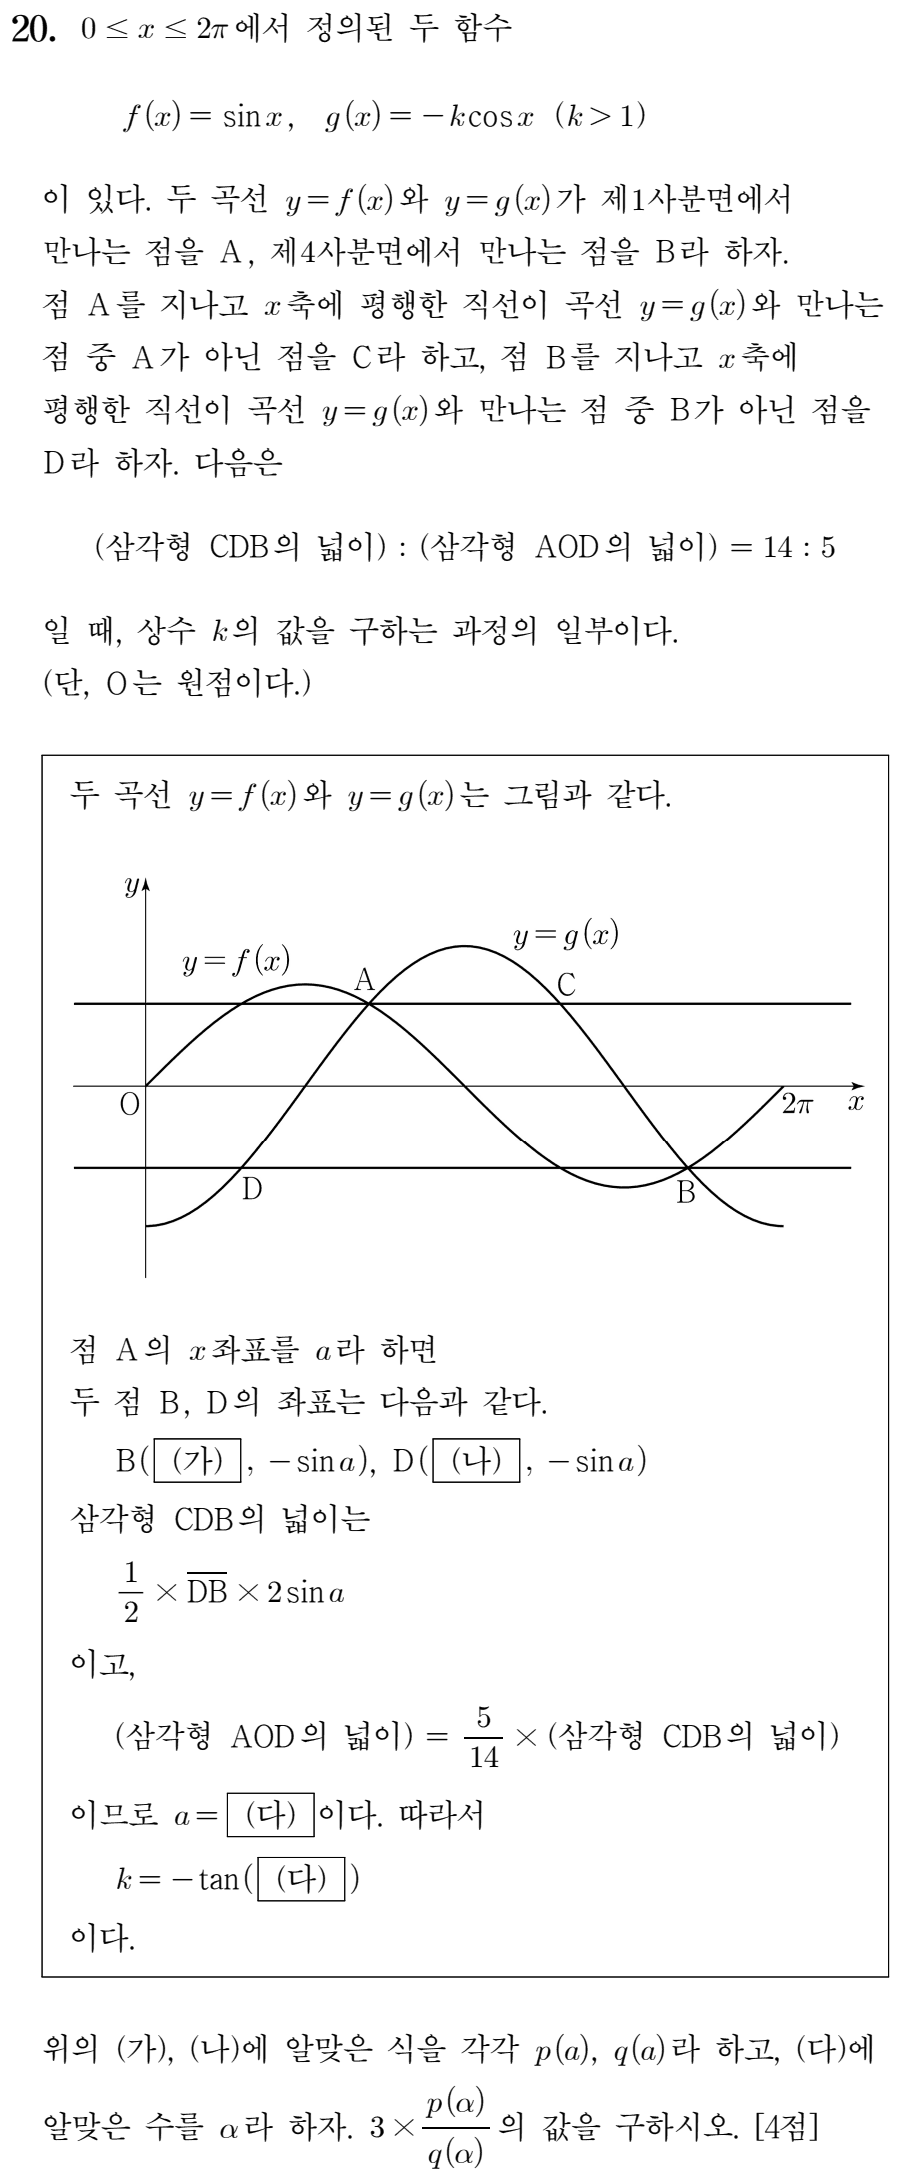 20. 0 ≤ x ≤ 2π에서 정의된 두 함수
f(x) = sin x, g(x) = −k cos x (k > 1)
이 있다. 두 곡선 y = f(x)와 y = g(x)가 제1사분면에서
만나는 점을 A, 제4사분면에서 만나는 점을 B라 하자.
점 A를 지나고 x축에 평행한 직선이 곡선 y = g(x)와 만나는
점 중 A가 아닌 점을 C라 하고, 점 B를 지나고 x축에
평행한 직선이 곡선 y = g(x)와 만나는 점 중 B가 아닌 점을
D라 하자. 다음은
(삼각형 CDB의 넓이) : (삼각형 AOD의 넓이) = 14 : 5
일 때, 상수 k의 값을 구하는 과정의 일부이다.
(단, O는 원점이다.)
두 곡선 y = f(x)와 y = g(x)는 그림과 같다.
y
y = g(x)
y = f(x)
A
C
O
2π
x
D
B
점 A의 x좌표를 a라 하면
두 점 B, D의 좌표는 다음과 같다.
B( (가) , −sin a), D( (나) , −sin a)
삼각형 CDB의 넓이는
1/2 × D̅B̅ × 2 sin a
이고,
(삼각형 AOD의 넓이) = 5/14 × (삼각형 CDB의 넓이)
이므로 a = (다) 이다. 따라서
k = −tan( (다) )
이다.
위의 (가), (나)에 알맞은 식을 각각 p(a), q(a)라 하고, (다)에
알맞은 수를 α라 하자. 3 × p(α)/q(α) 의 값을 구하시오. [4점]